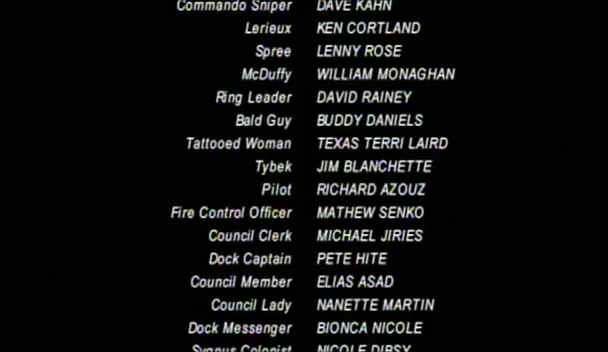 Commando Sniper DAVE KAHN
Lerieux KEN CORTLAND
Spree LENNY ROSE
McDuffy WILLIAM MONAGHAN
Ring Leader DAVID RAINEY
Bald Guy BUDDY DANIELS
Tattooed Woman TEXAS TERRI LAIRD
Tybek JIM BLANCHETTE
Pilot RICHARD AZOUZ
Fire Control Officer MATHEW SENKO
Council Clerk MICHAEL JIRIES
Dock Captain PETE HITE
Council Member ELIAS ASAD
Council Lady NANETTE MARTIN
Dock Messenger BIONCA NICOLE
Sygnus Colonist NICOLE